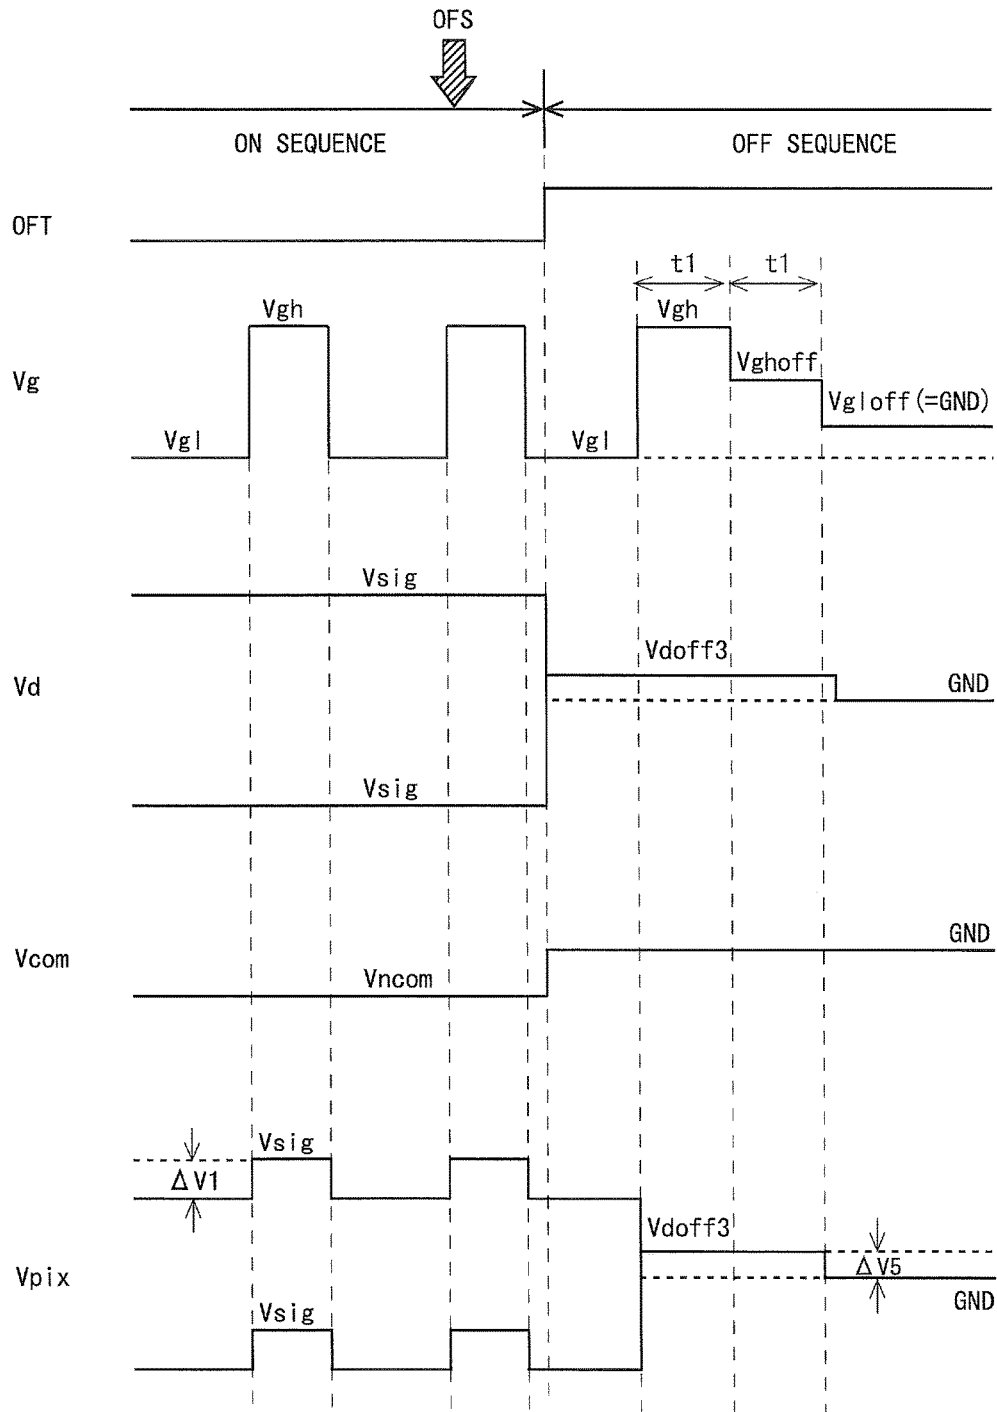 OFS
ON SEQUENCE
OFF SEQUENCE
OFT
t1
t1
Vgh
Vgh
Vghoff
Vg
Vgloff(=GND)
Vgl
Vgl
Vsig
Vdoff3
Vd
GND
Vsig
GND
Vcom
Vncom
Vsig
ΔV1
Vdoff3
ΔV5
Vpix
GND
Vsig